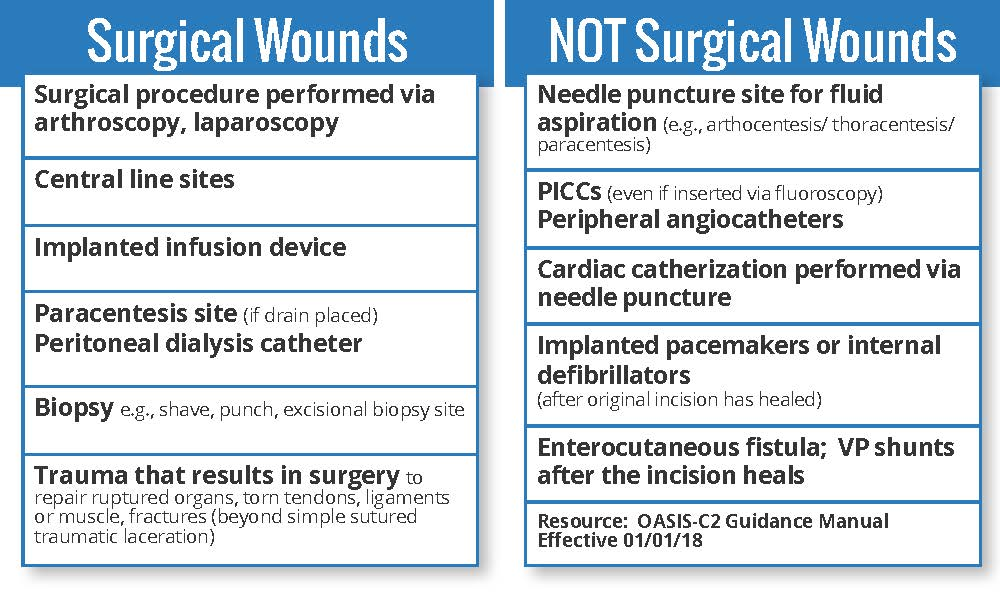 Surgical Wounds
Surgical procedure performed via
arthroscopy, laparoscopy
Central line sites
Implanted infusion device
Paracentesis site (if drain placed)
Peritoneal dialysis catheter
Biopsy e.g., shave, punch, excisional biopsy site
Trauma that results in surgery to
repair ruptured organs, torn tendons, ligaments
or muscle, fractures (beyond simple sutured
traumatic laceration)
NOT Surgical Wounds
Needle puncture site for fluid
aspiration (e.g., arthocentesis/ thoracentesis/
paracentesis)
PICCs (even if inserted via fluoroscopy)
Peripheral angiocatheters
Cardiac catherization performed via
needle puncture
Implanted pacemakers or internal
defibrillators
(after original incision has healed)
Enterocutaneous fistula; VP shunts
after the incision heals
Resource: OASIS-C2 Guidance Manual
Effective 01/01/18